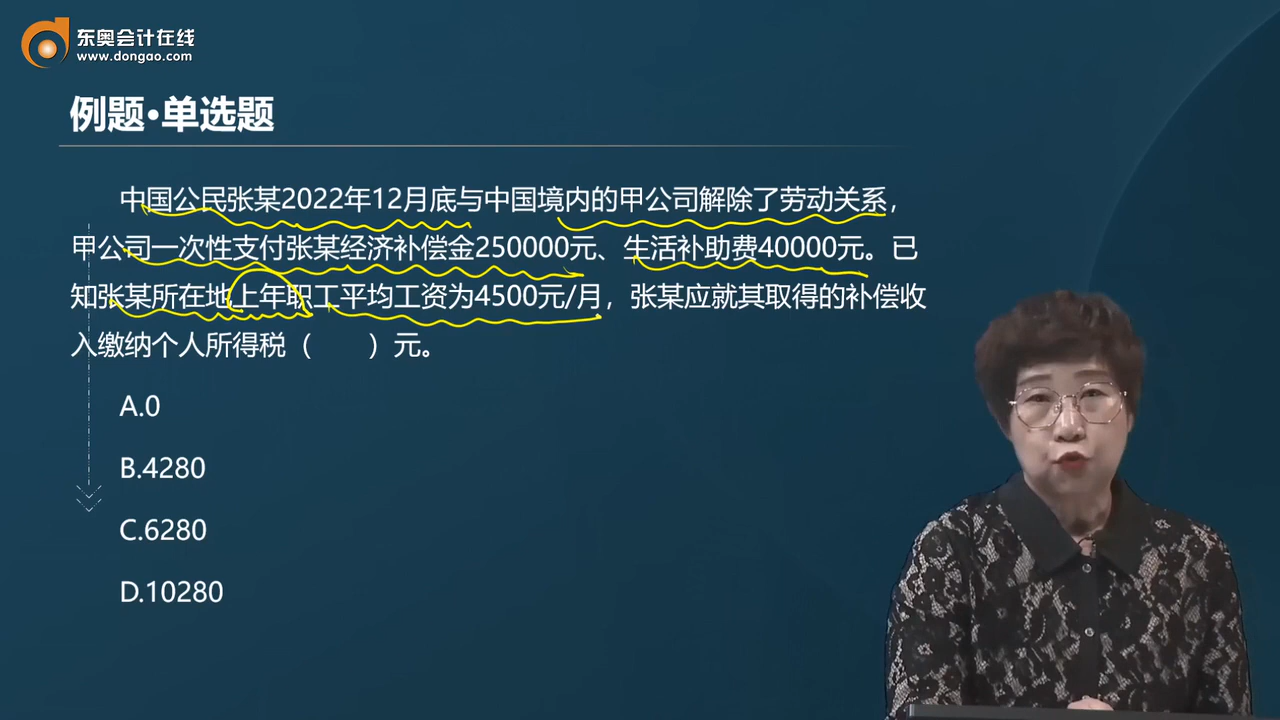 东奥会计在线
www.dongao.com
例题•单选题
中国公民张某2022年12月底与中国境内的甲公司解除了劳动关系，
甲公司一次性支付张某经济补偿金250000元、生活补助费40000元。已
知张某所在地上年职工平均工资为4500元/月，张某应就其取得的补偿收
入缴纳个人所得税（　　）元。
A.0
B.4280
C.6280
D.10280